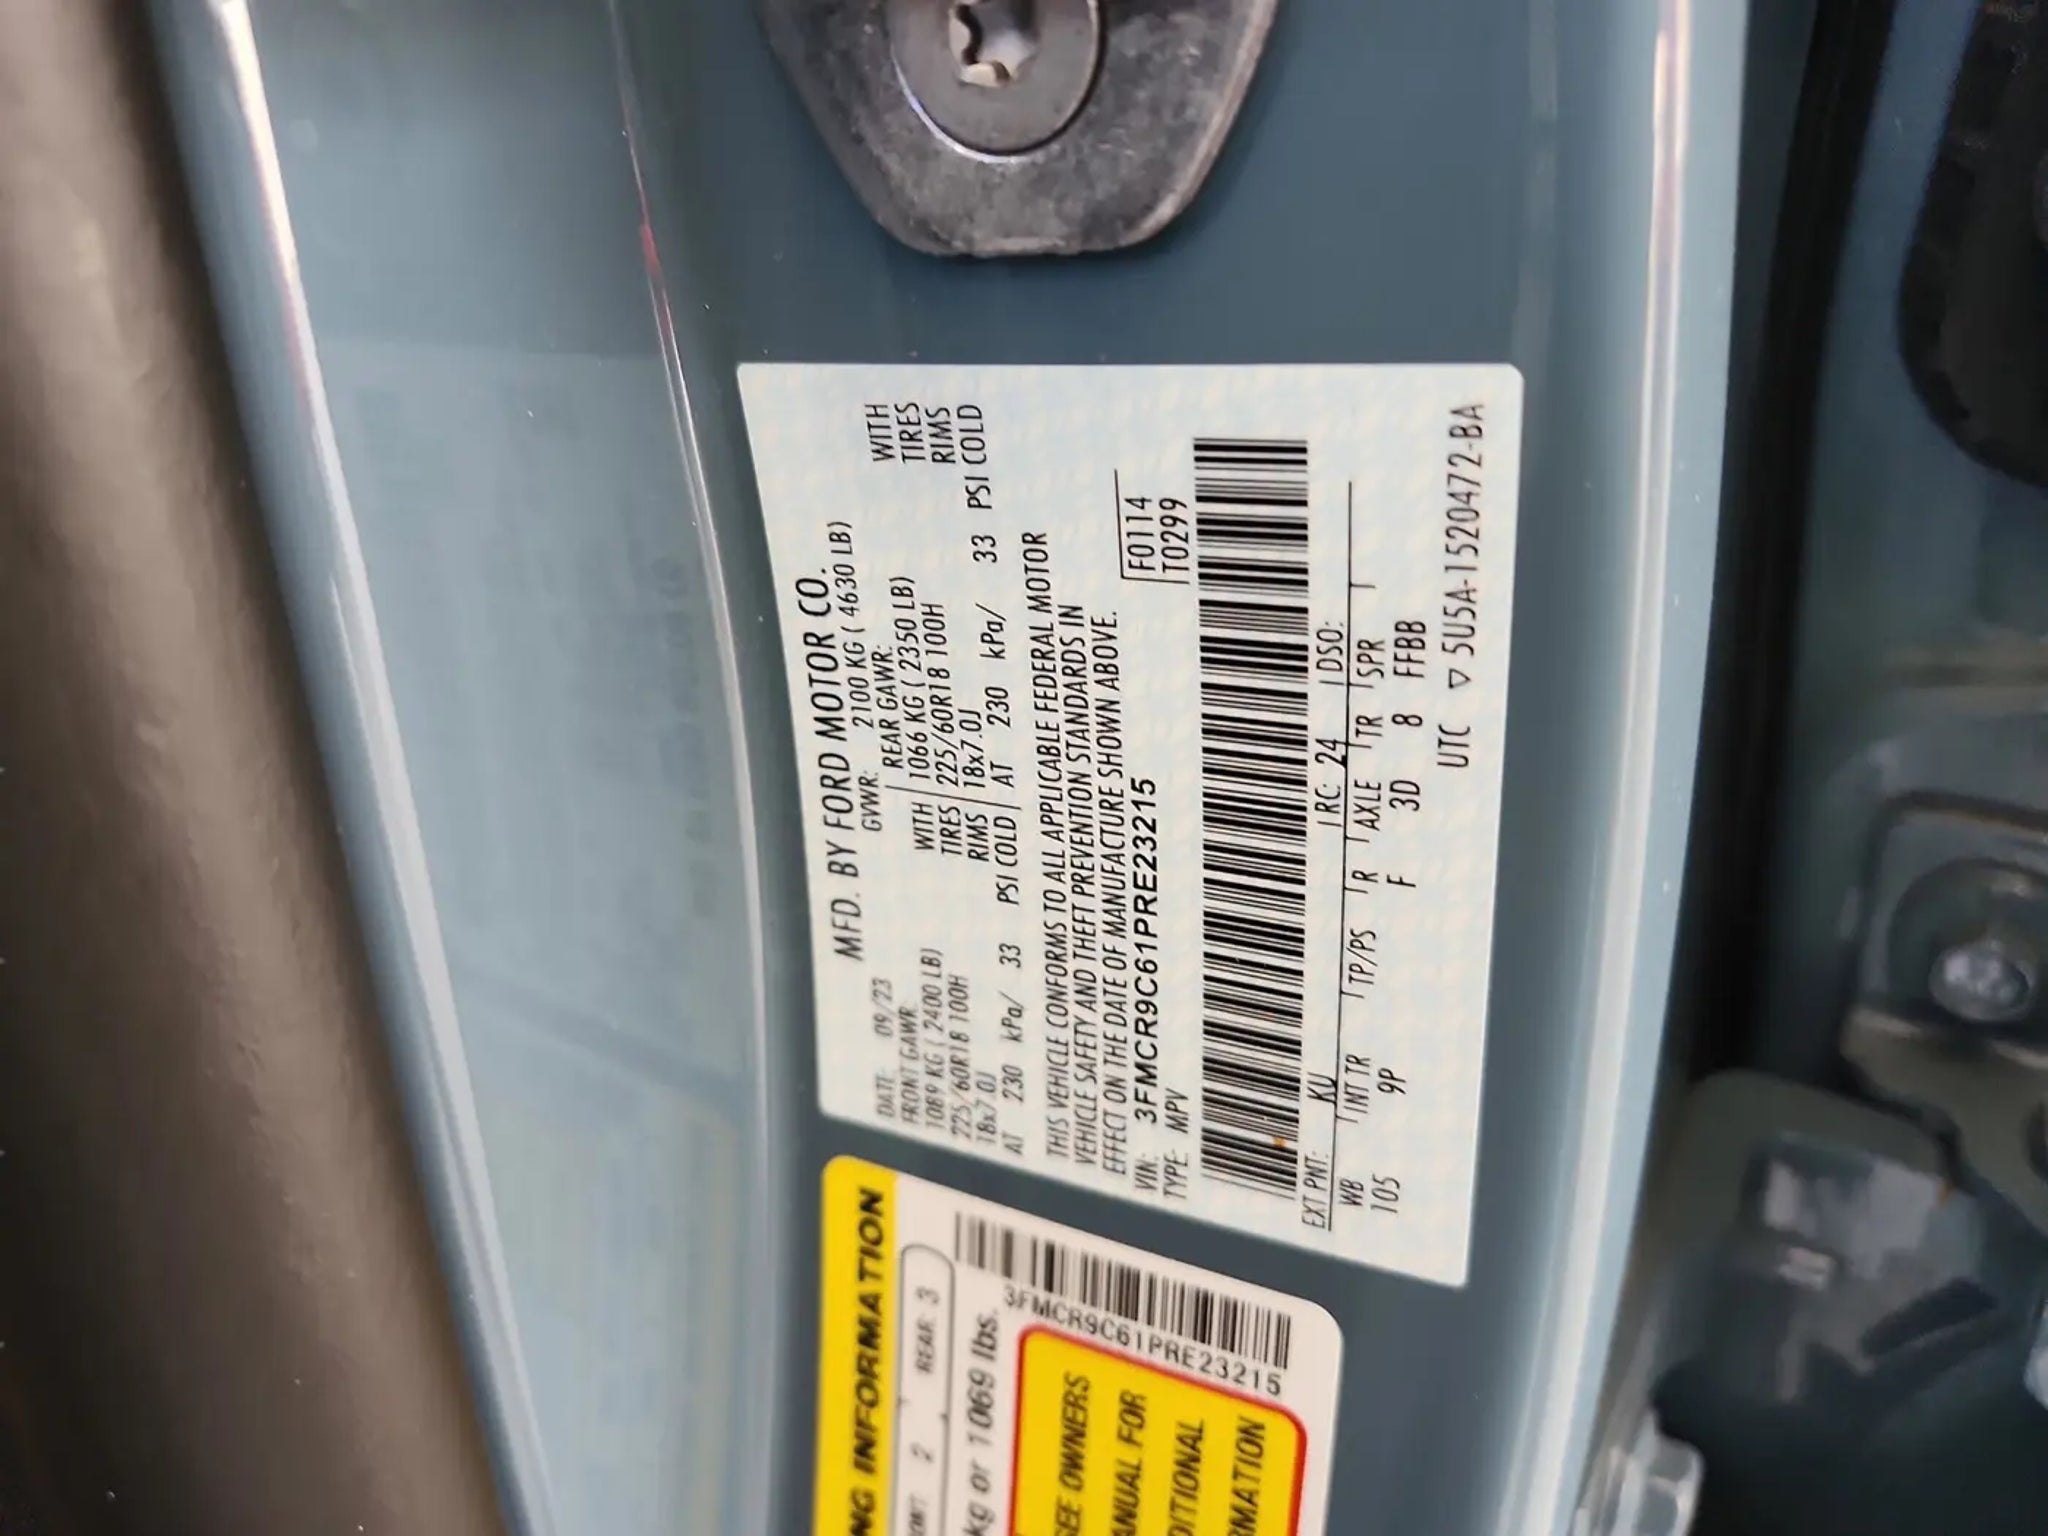 MFD. BY FORD MOTOR CO.
DATE: 09/23 GVWR: 2100 KG ( 4630 LB)
FRONT GAWR: REAR GAWR:
1089 KG ( 2400 LB) WITH 1066 KG ( 2350 LB) WITH
225/60R18 100H TIRES 225/60R18 100H TIRES
18x7.0J RIMS 18x7.0J RIMS
AT 230 kPa/ 33 PSI COLD AT 230 kPa/ 33 PSI COLD
THIS VEHICLE CONFORMS TO ALL APPLICABLE FEDERAL MOTOR
VEHICLE SAFETY AND THEFT PREVENTION STANDARDS IN
EFFECT ON THE DATE OF MANUFACTURE SHOWN ABOVE.
VIN: 3FMCR9C61PRE23215 F0114
TYPE: MPV T0299
EXT PNT: KU RC: 24 DSO:
WB INT TR TP/PS R AXLE TR SPR
105 9P F 3D 8 FFBB
UTC ▽ 5U5A-1520472-BA
NG INFORMATION
2 REAR: 3
kg or 1069 lbs.
3FMCR9C61PRE23215
SEE OWNERS
ANUAL FOR
DITIONAL
RMATION